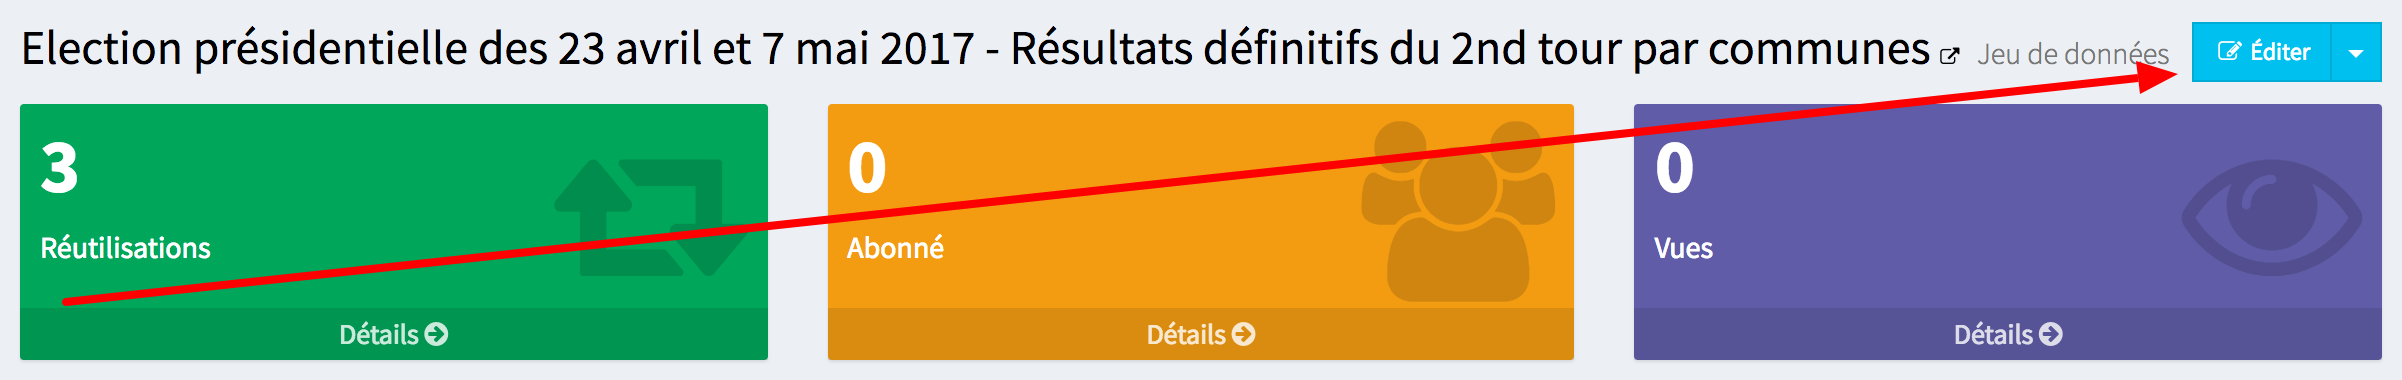 Election présidentielle des 23 avril et 7 mai 2017 - Résultats définitifs du 2nd tour par communes Jeu de données Éditer
3 0 0
Réutilisations Abonné Vues
Détails Détails Détails